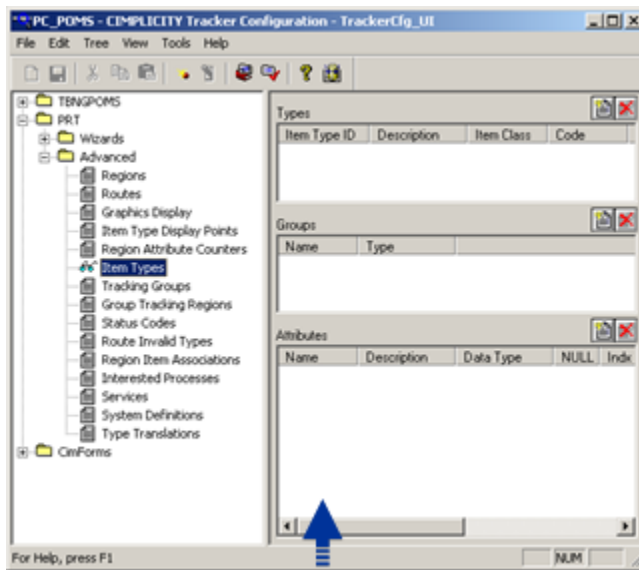 PC_POMS - CIMPLICITY Tracker Configuration - TrackerCfg_UI
File Edit Tree View Tools Help
TBNGPOMS
PRT
Wizards
Advanced
Regions
Routes
Graphics Display
Item Type Display Points
Region Attribute Counters
Item Types
Tracking Groups
Group Tracking Regions
Status Codes
Route Invalid Types
Region Item Associations
Interested Processes
Services
System Definitions
Type Translations
CimForms
Types
Item Type ID Description Item Class Code
Groups
Name Type
Attributes
Name Description Data Type NULL Inde
For Help, press F1
NUM